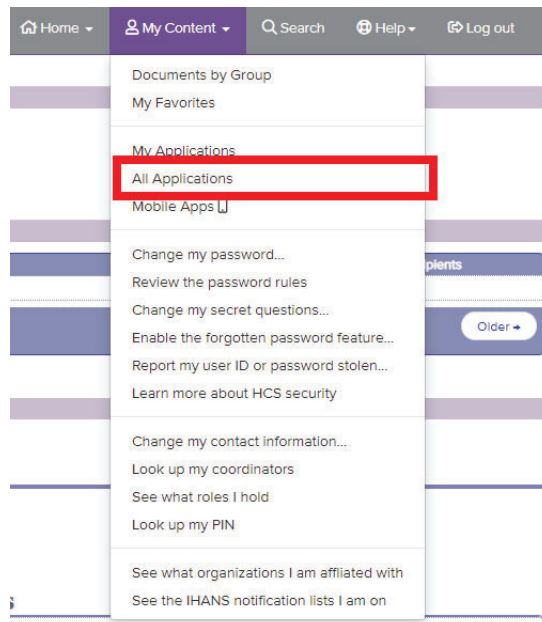 Home My Content Search Help Log out
Documents by Group
My Favorites
My Applications
All Applications
Mobile Apps
Change my password...
pients
Review the password rules
Change my secret questions...
Older
Enable the forgotten password feature...
Report my user ID or password stolen...
Learn more about HCS security
Change my contact information...
Look up my coordinators
See what roles I hold
Look up my PIN
See what organizations I am affliated with
See the IHANS notification lists I am on
s